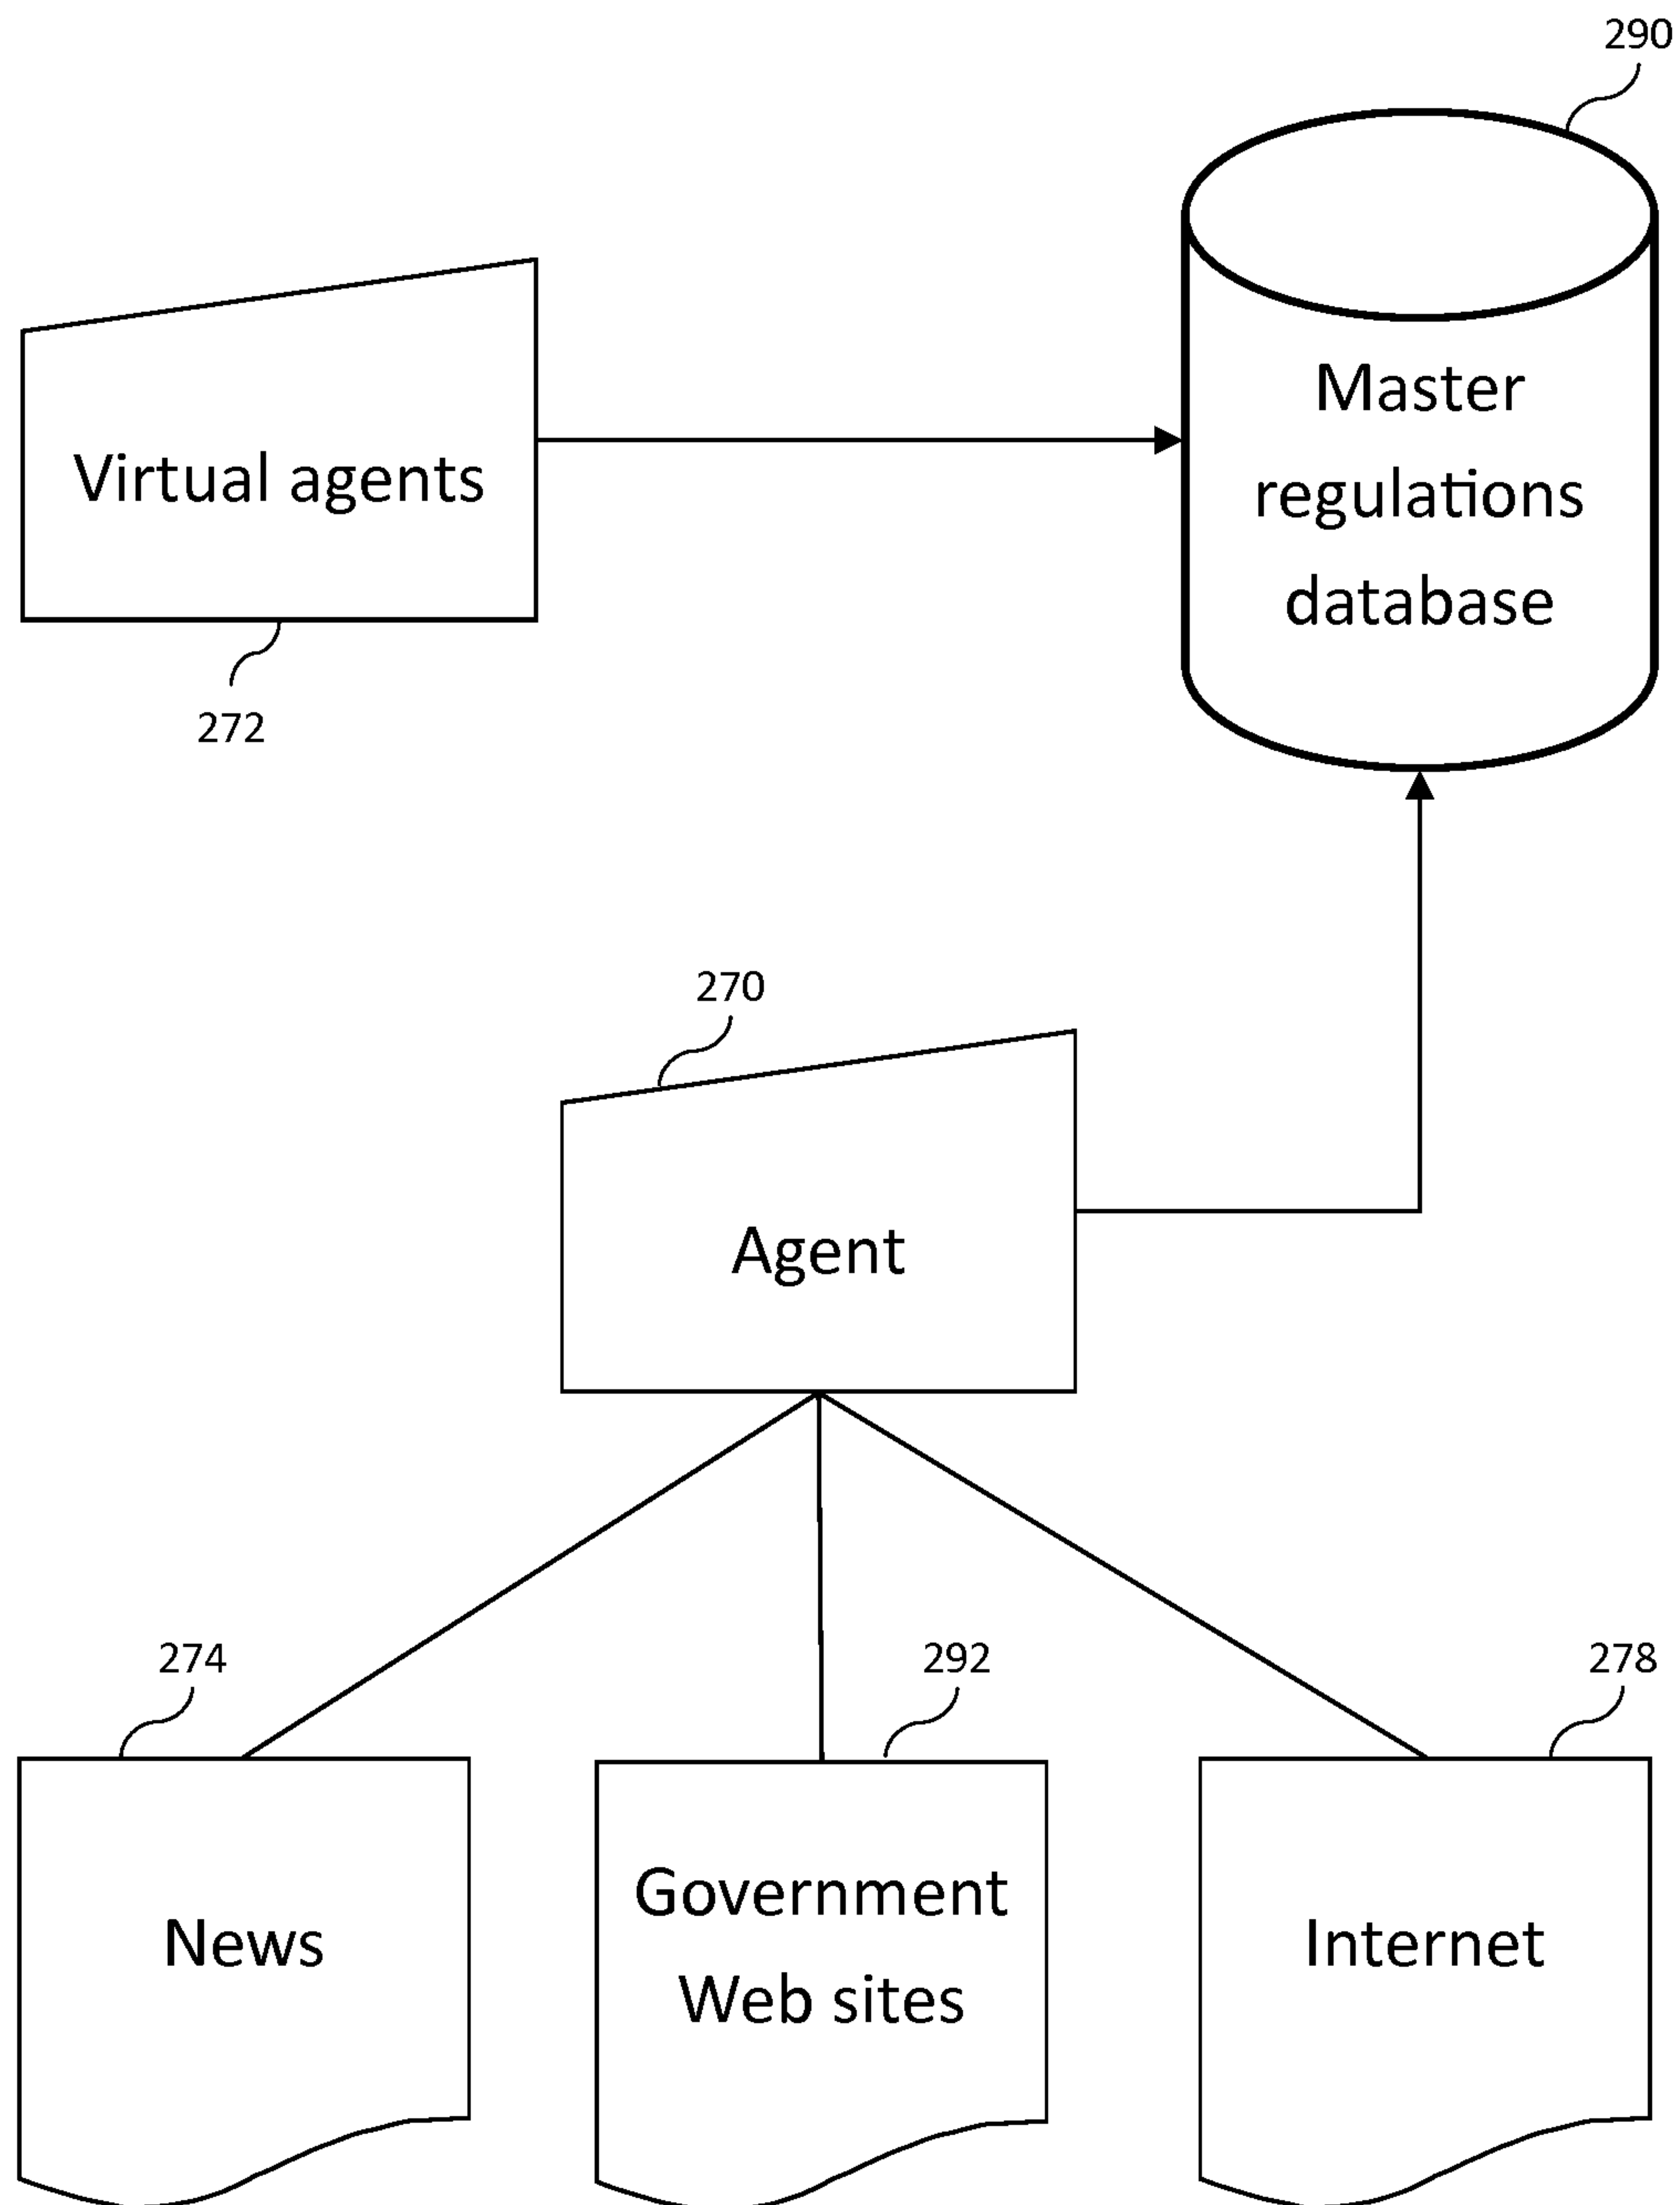 290
Master
regulations
database
Virtual agents
272
270
Agent
274
292
278
News
Government
Web sites
Internet